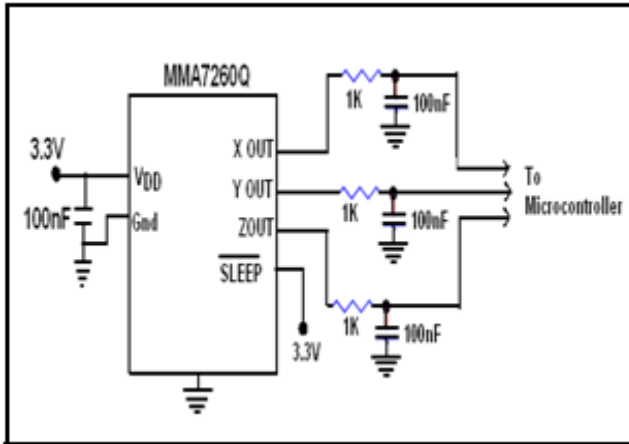 MMA7260Q
3.3V
VDD
100nF
Gnd
X OUT
Y OUT
ZOUT
SLEEP
3.3V
1K
100nF
1K
100nF
1K
100nF
To
Microcontroller